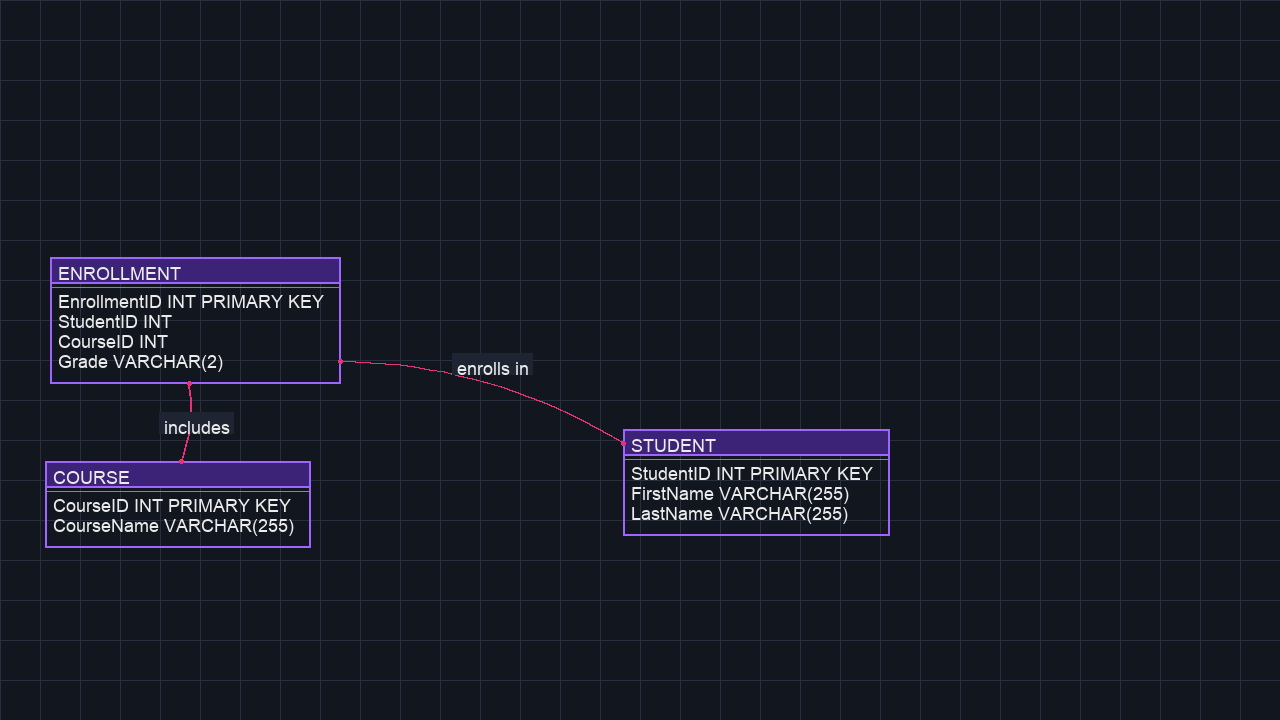 ENROLLMENT
EnrollmentID INT PRIMARY KEY
StudentID INT
CourseID INT
Grade VARCHAR(2)
enrolls in
includes
STUDENT
StudentID INT PRIMARY KEY
FirstName VARCHAR(255)
LastName VARCHAR(255)
COURSE
CourseID INT PRIMARY KEY
CourseName VARCHAR(255)